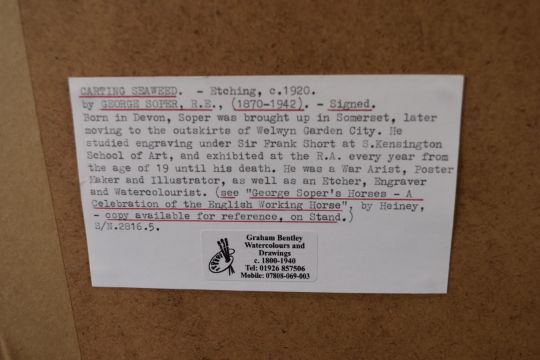 CARTING SEAWEED. - Etching, c.1920.
by GEORGE SOPER, R.E., (1870-1942). - Signed.
Born in Devon, Soper was brought up in Somerset, later
moving to the outskirts of Welwyn Garden City. He
studied engraving under Sir Frank Short at S.Kensington
School of Art, and exhibited at the R.A. every year from
the age of 19 until his death. He was a War Arist, Poster
Maker and Illustrator, as well as an Etcher, Engraver
and Watercolourist. (see "George Soper's Horses - A
Celebration of the English Working Horse", by Heiney,
- copy available for reference, on Stand.)
S/N.2816.5.
Graham Bentley
Watercolours and
Drawings
c. 1800-1940
Tel: 01926 857506
Mobile: 07808-069-003